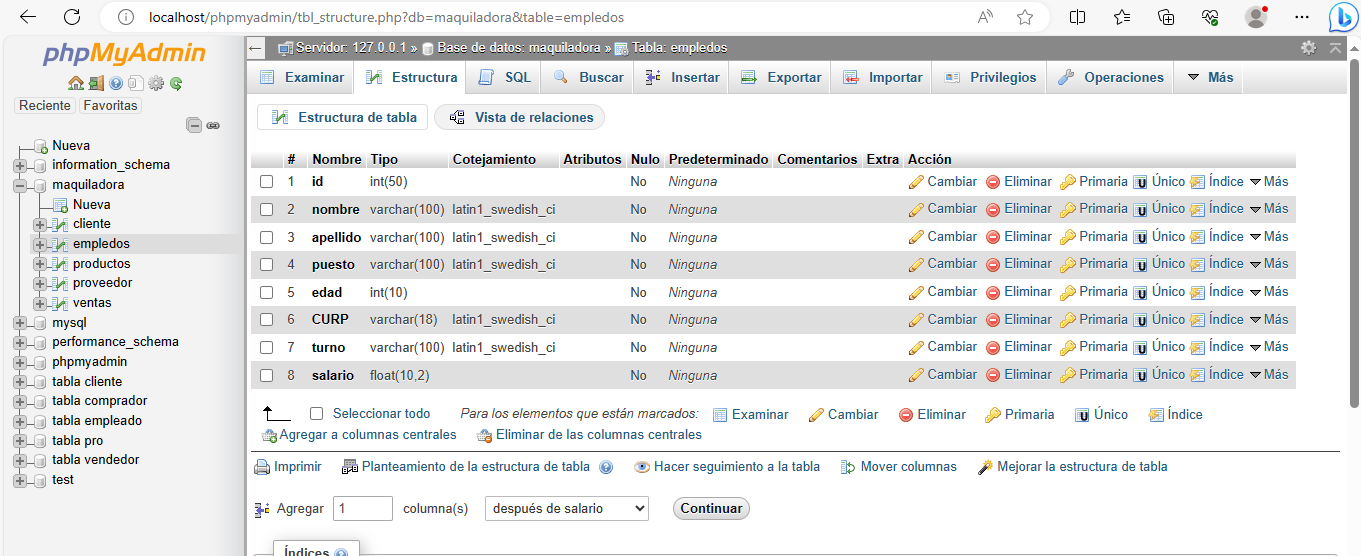 localhost/phpmyadmin/tbl_structure.php?db=maquiladora&table=empledos
phpMyAdmin
Reciente Favoritas
Nueva
information_schema
maquiladora
Nueva
cliente
empledos
productos
proveedor
ventas
mysql
performance_schema
phpmyadmin
tabla cliente
tabla comprador
tabla empleado
tabla pro
tabla vendedor
test
Servidor: 127.0.0.1 » Base de datos: maquiladora » Tabla: empledos
Examinar Estructura SQL Buscar Insertar Exportar Importar Privilegios Operaciones Más
Estructura de tabla Vista de relaciones
# Nombre Tipo Cotejamiento Atributos Nulo Predeterminado Comentarios Extra Acción
1 id int(50) No Ninguna Cambiar Eliminar Primaria Único Índice Más
2 nombre varchar(100) latin1_swedish_ci No Ninguna Cambiar Eliminar Primaria Único Índice Más
3 apellido varchar(100) latin1_swedish_ci No Ninguna Cambiar Eliminar Primaria Único Índice Más
4 puesto varchar(100) latin1_swedish_ci No Ninguna Cambiar Eliminar Primaria Único Índice Más
5 edad int(10) No Ninguna Cambiar Eliminar Primaria Único Índice Más
6 CURP varchar(18) latin1_swedish_ci No Ninguna Cambiar Eliminar Primaria Único Índice Más
7 turno varchar(100) latin1_swedish_ci No Ninguna Cambiar Eliminar Primaria Único Índice Más
8 salario float(10,2) No Ninguna Cambiar Eliminar Primaria Único Índice Más
Seleccionar todo Para los elementos que están marcados: Examinar Cambiar Eliminar Primaria Único Índice
Agregar a columnas centrales Eliminar de las columnas centrales
Imprimir Planteamiento de la estructura de tabla Hacer seguimiento a la tabla Mover columnas Mejorar la estructura de tabla
Agregar 1 columna(s) después de salario Continuar
Índices